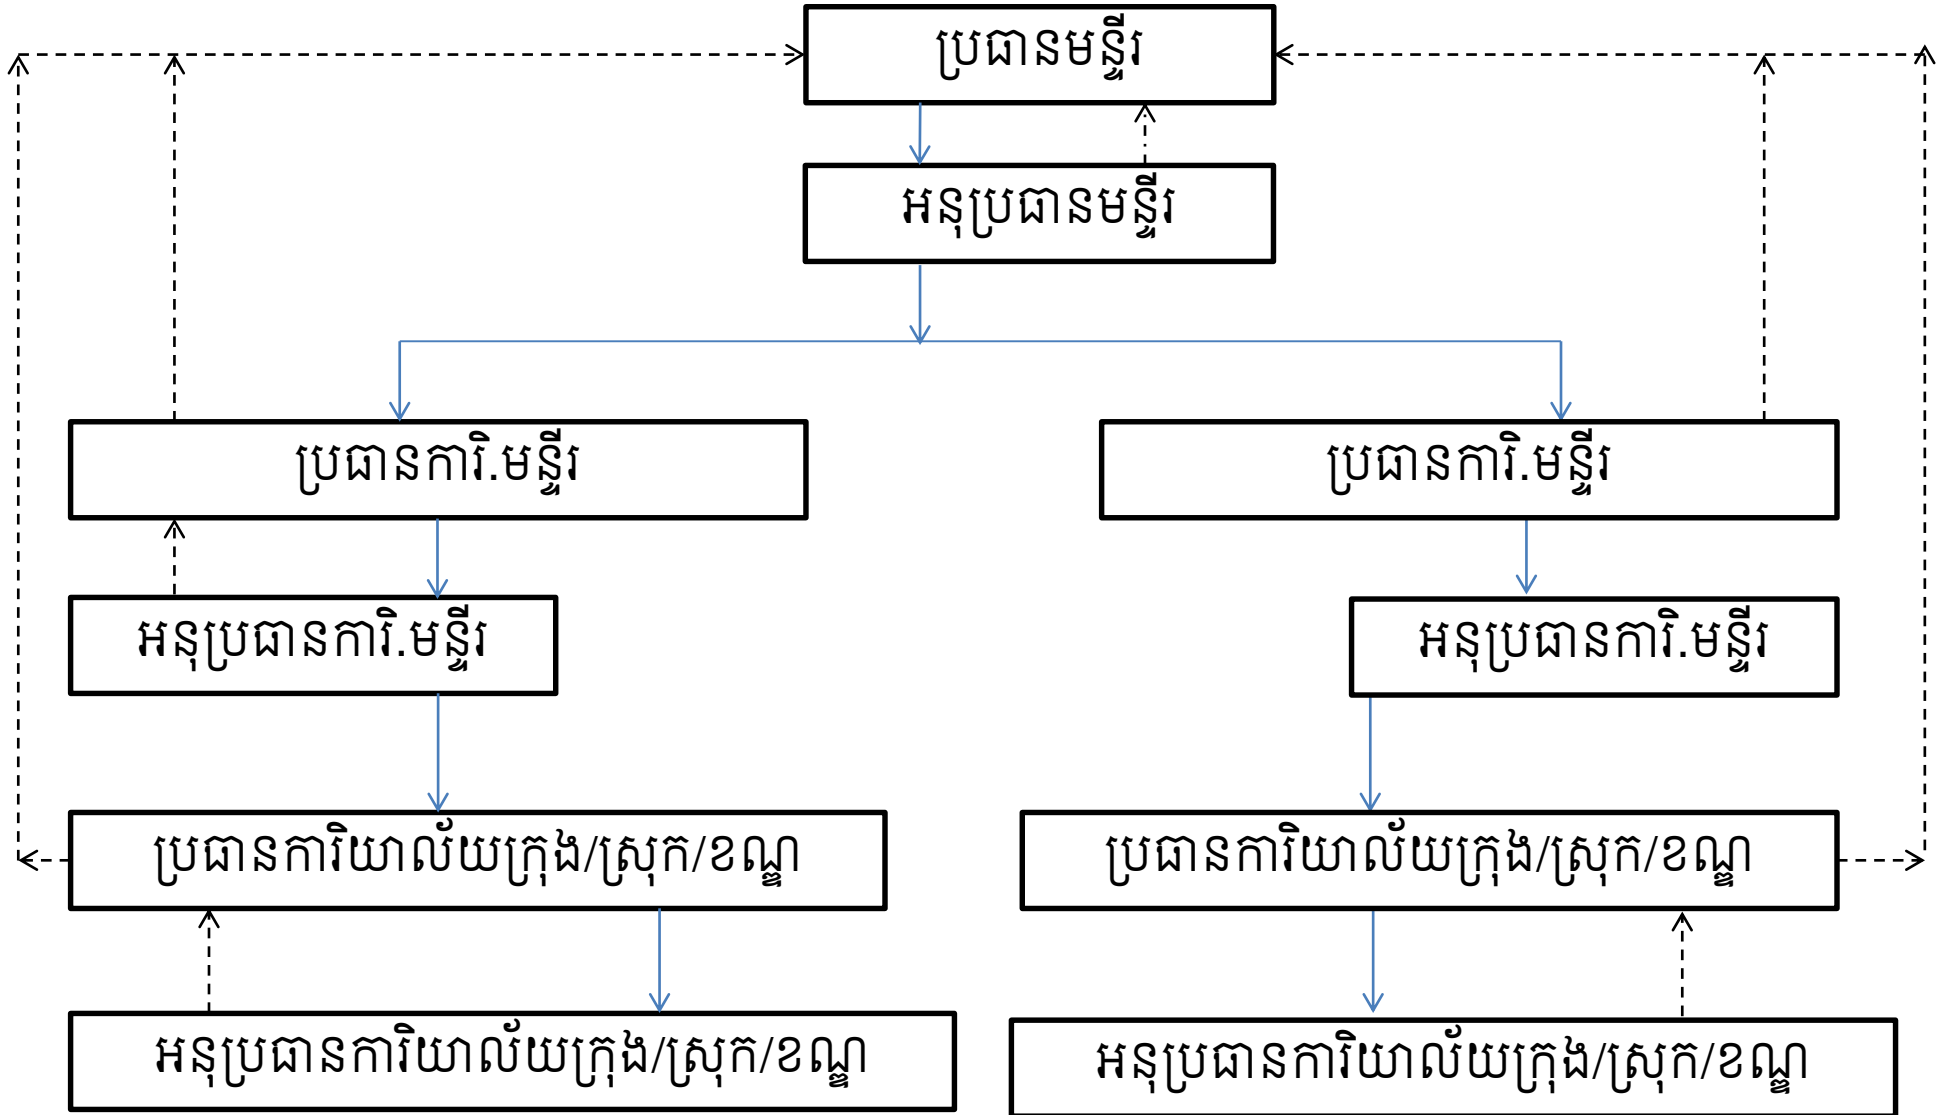 ប្រធានមន្ទីរ
អនុប្រធានមន្ទីរ
ប្រធានការិ.មន្ទីរ
ប្រធានការិ.មន្ទីរ
អនុប្រធានការិ.មន្ទីរ
អនុប្រធានការិ.មន្ទីរ
ប្រធានការិយាល័យក្រុង/ស្រុក/ខណ្ឌ
ប្រធានការិយាល័យក្រុង/ស្រុក/ខណ្ឌ
អនុប្រធានការិយាល័យក្រុង/ស្រុក/ខណ្ឌ
អនុប្រធានការិយាល័យក្រុង/ស្រុក/ខណ្ឌ